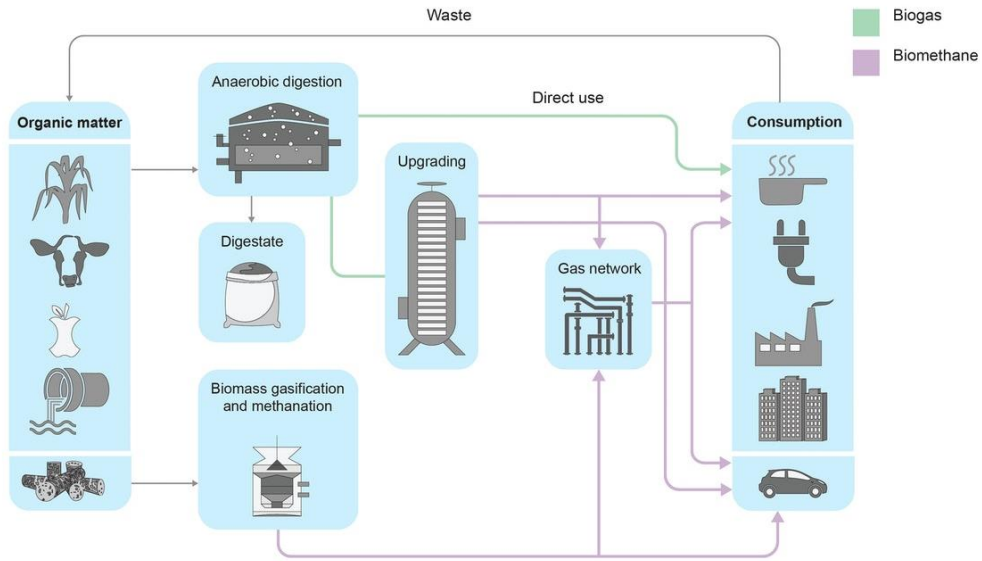 Waste
Biogas
Biomethane
Anaerobic digestion
Direct use
Organic matter
Consumption
Upgrading
Digestate
Gas network
Biomass gasification
and methanation